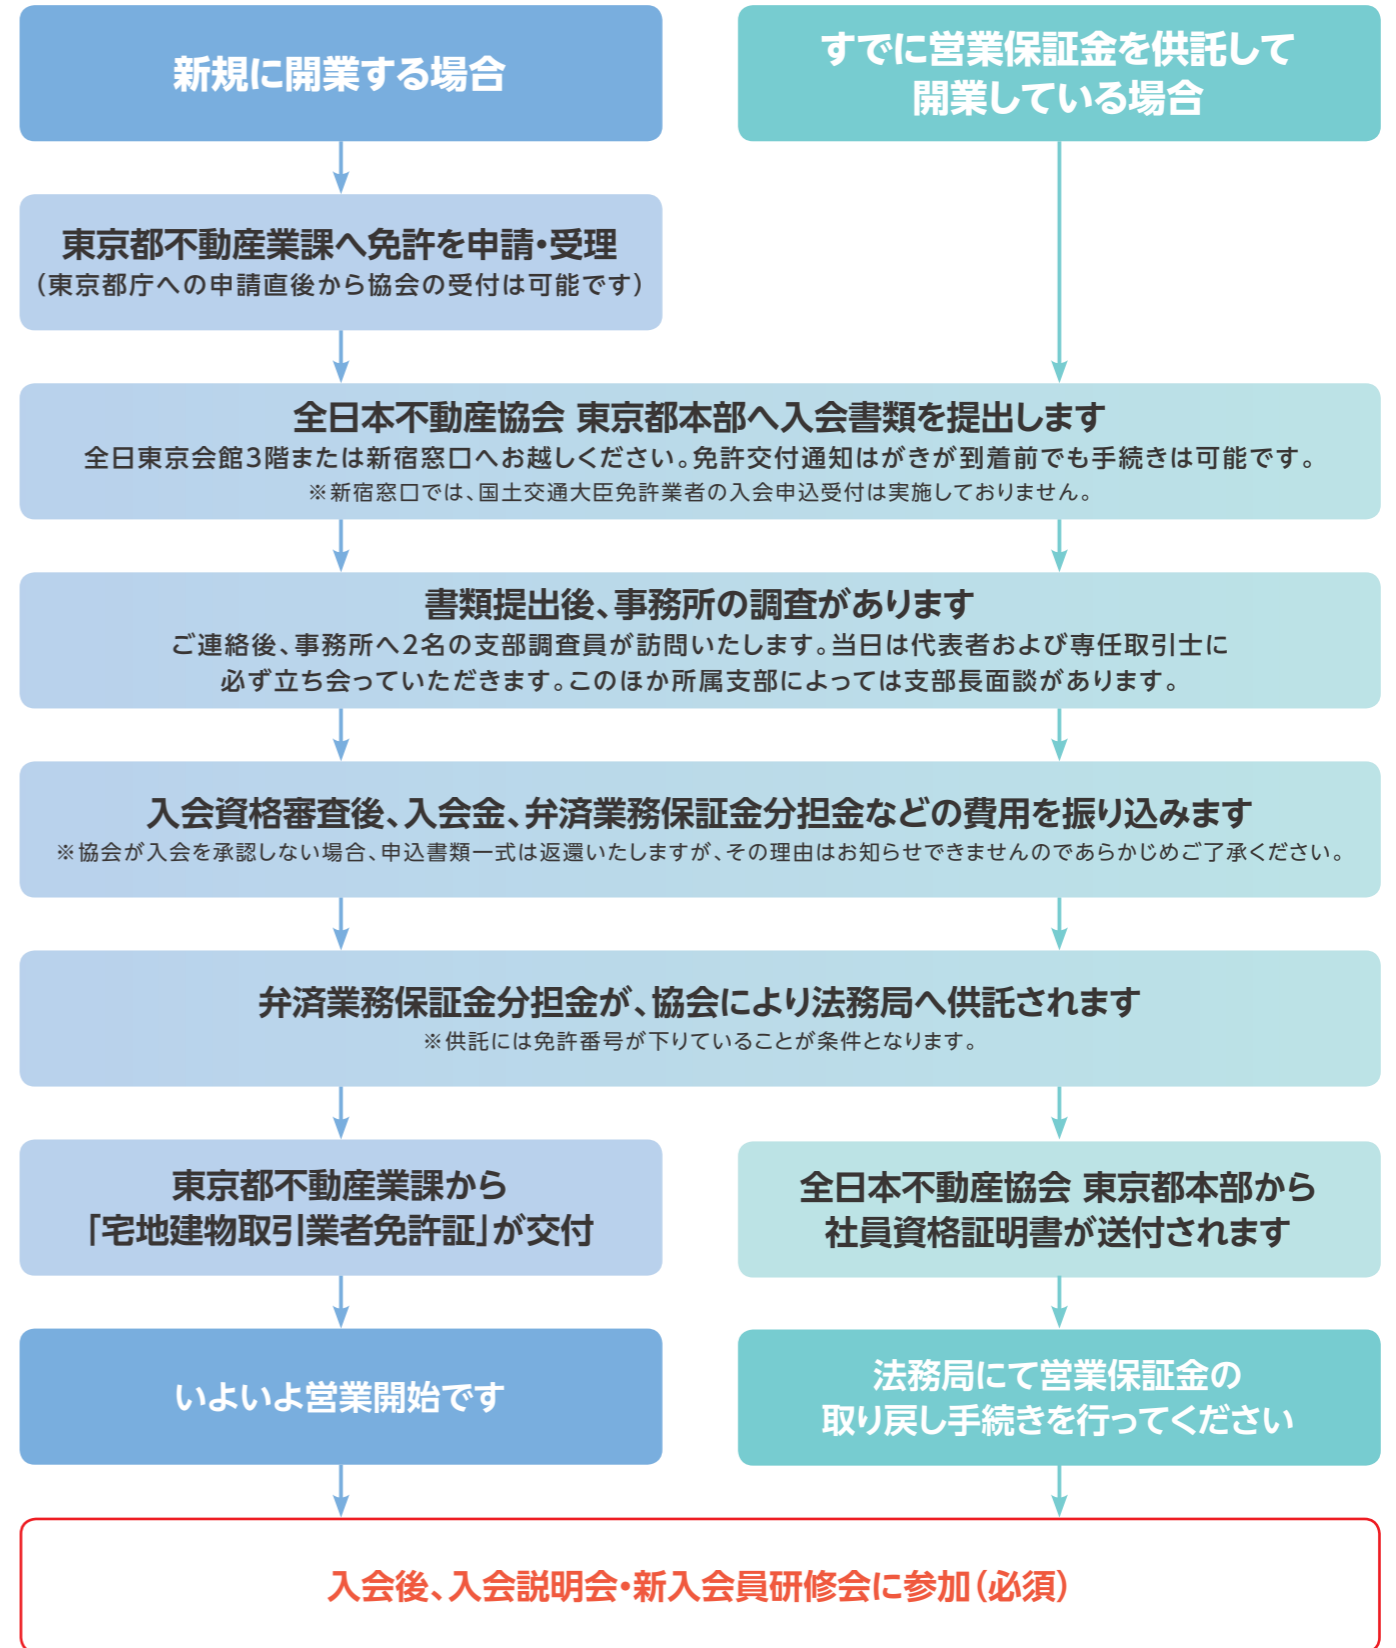 新規に開業する場合
すでに営業保証金を供託して
開業している場合
東京都不動産業課へ免許を申請・受理
（東京都庁への申請直後から協会の受付は可能です）
全日本不動産協会 東京都本部へ入会書類を提出します
全日東京会館3階または新宿窓口へお越しください。免許交付通知はがきが到着前でも手続きは可能です。
※新宿窓口では、国土交通大臣免許業者の入会申込受付は実施しておりません。
書類提出後、事務所の調査があります
ご連絡後、事務所へ2名の支部調査員が訪問いたします。当日は代表者および専任取引士に
必ず立ち会っていただきます。このほか所属支部によっては支部長面談があります。
入会資格審査後、入会金、弁済業務保証金分担金などの費用を振り込みます
※協会が入会を承認しない場合、申込書類一式は返還いたしますが、その理由はお知らせできませんのであらかじめご了承ください。
弁済業務保証金分担金が、協会により法務局へ供託されます
※供託には免許番号が下りていることが条件となります。
東京都不動産業課から
「宅地建物取引業者免許証」が交付
全日本不動産協会 東京都本部から
社員資格証明書が送付されます
いよいよ営業開始です
法務局にて営業保証金の
取り戻し手続きを行ってください
入会後、入会説明会・新入会員研修会に参加（必須）